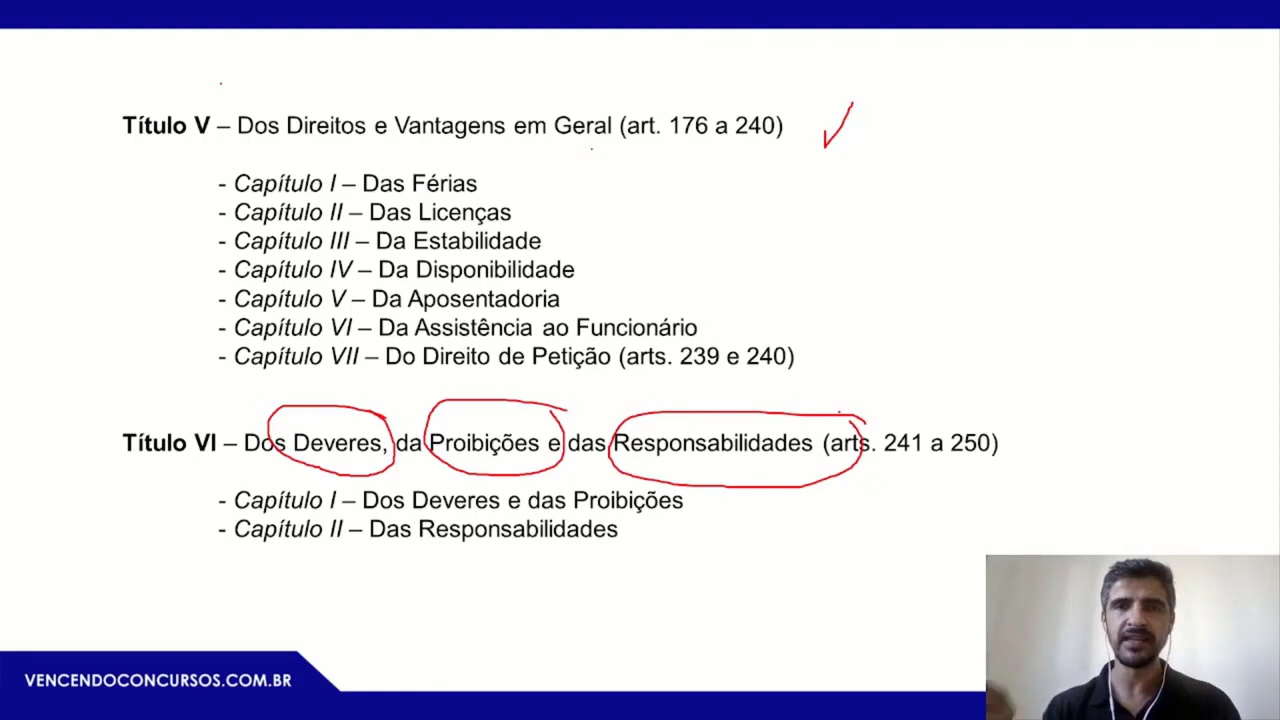 Título V – Dos Direitos e Vantagens em Geral (art. 176 a 240)
- Capítulo I – Das Férias
- Capítulo II – Das Licenças
- Capítulo III – Da Estabilidade
- Capítulo IV – Da Disponibilidade
- Capítulo V – Da Aposentadoria
- Capítulo VI – Da Assistência ao Funcionário
- Capítulo VII – Do Direito de Petição (arts. 239 e 240)
Título VI – Dos Deveres, da Proibições e das Responsabilidades (arts. 241 a 250)
- Capítulo I – Dos Deveres e das Proibições
- Capítulo II – Das Responsabilidades
VENCENDOCONCURSOS.COM.BR